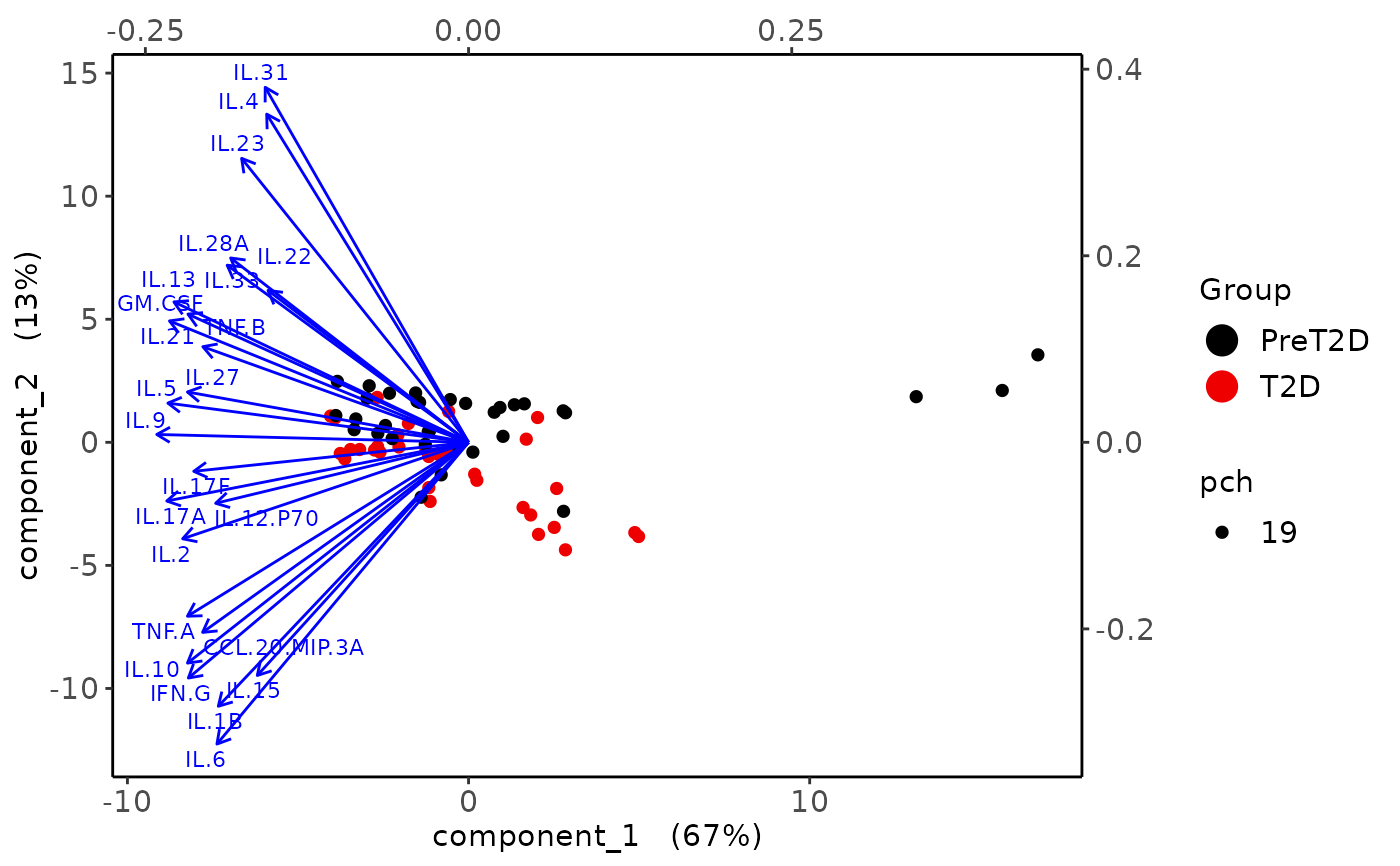 -0.25 0.00 0.25
15
10
5
0
-5
-10
0.4
0.2
0.0
-0.2
IL.31
IL.4
IL.23
IL.28A
IL.22
IL.13
IL.33
GM.CSF
TNF.B
IL.21
IL.27
IL.5
IL.9
IL.17F
IL.17A
IL.12.P70
IL.2
TNF.A
CCL.20.MIP.3A
IL.10
IL.15
IFN.G
IL.1B
IL.6
-10 0 10
component_1 (67%)
component_2 (13%)
Group
PreT2D
T2D
pch
19